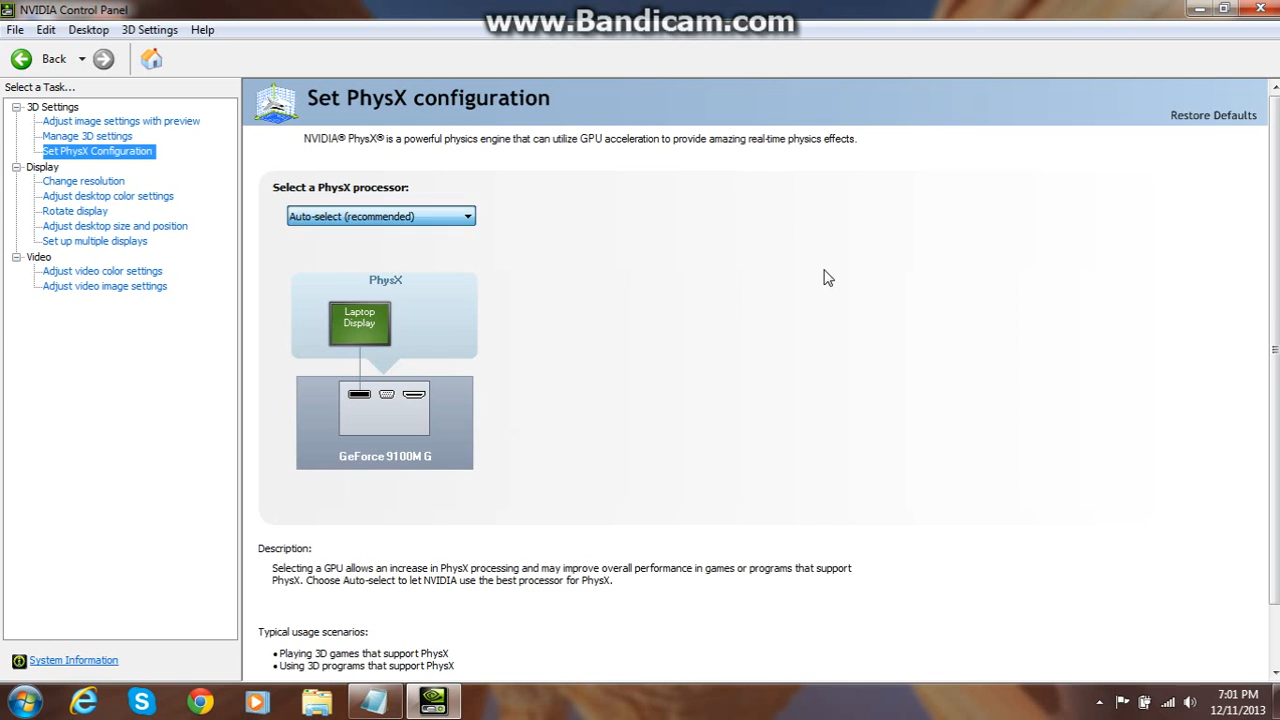 NVIDIA Control Panel
www.Bandicam.com
File Edit Desktop 3D Settings Help
Back
Select a Task...
3D Settings
Adjust image settings with preview
Manage 3D settings
Set PhysX Configuration
Display
Change resolution
Adjust desktop color settings
Rotate display
Adjust desktop size and position
Set up multiple displays
Video
Adjust video color settings
Adjust video image settings
System Information
Set PhysX configuration
Restore Defaults
NVIDIA® PhysX® is a powerful physics engine that can utilize GPU acceleration to provide amazing real-time physics effects.
Select a PhysX processor:
Auto-select (recommended)
PhysX
Laptop
Display
GeForce 9100M G
Description:
Selecting a GPU allows an increase in PhysX processing and may improve overall performance in games or programs that support
PhysX. Choose Auto-select to let NVIDIA use the best processor for PhysX.
Typical usage scenarios:
• Playing 3D games that support PhysX
• Using 3D programs that support PhysX
7:01 PM
12/11/2013